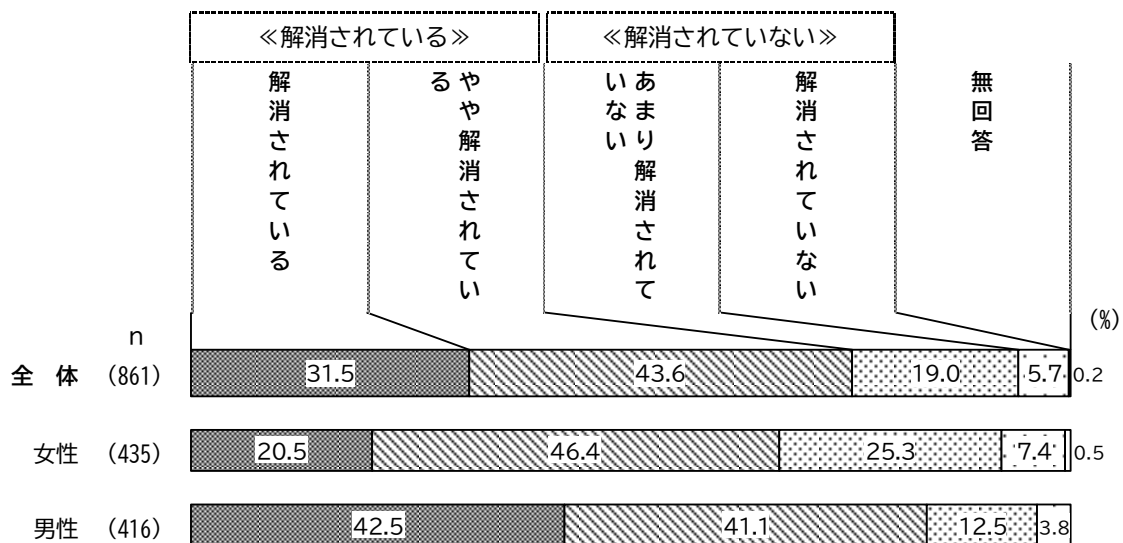 ≪解消されている≫
≪解消されていない≫
解消されている
やや解消されている
あまり解消されていない
解消されていない
無回答
(%)
n
全 体 (861) 31.5 43.6 19.0 5.7 0.2
女性 (435) 20.5 46.4 25.3 7.4 0.5
男性 (416) 42.5 41.1 12.5 3.8